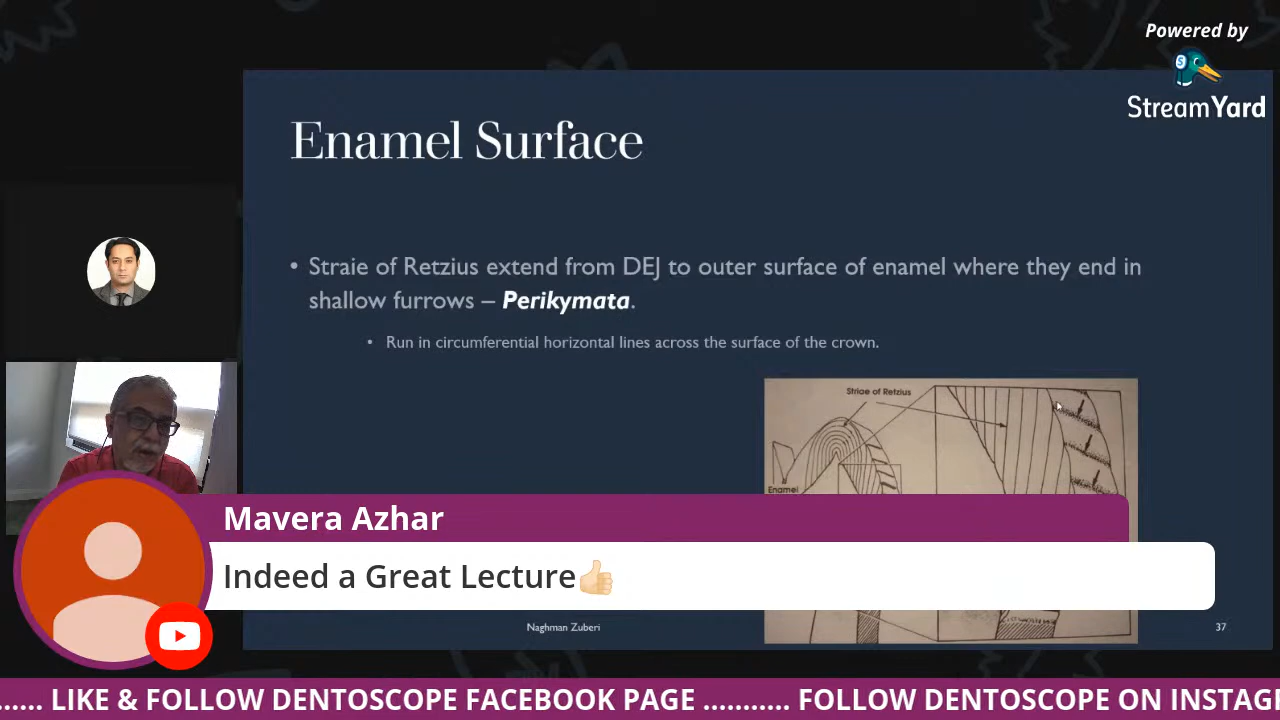 Powered by
StreamYard
Enamel Surface
• Straie of Retzius extend from DEJ to outer surface of enamel where they end in
shallow furrows – Perikymata.
• Run in circumferential horizontal lines across the surface of the crown.
Striae of Retzius
Enamel
Mavera Azhar
Indeed a Great Lecture👍🏻
Naghman Zuberi
37
...... LIKE & FOLLOW DENTOSCOPE FACEBOOK PAGE ........... FOLLOW DENTOSCOPE ON INSTAG